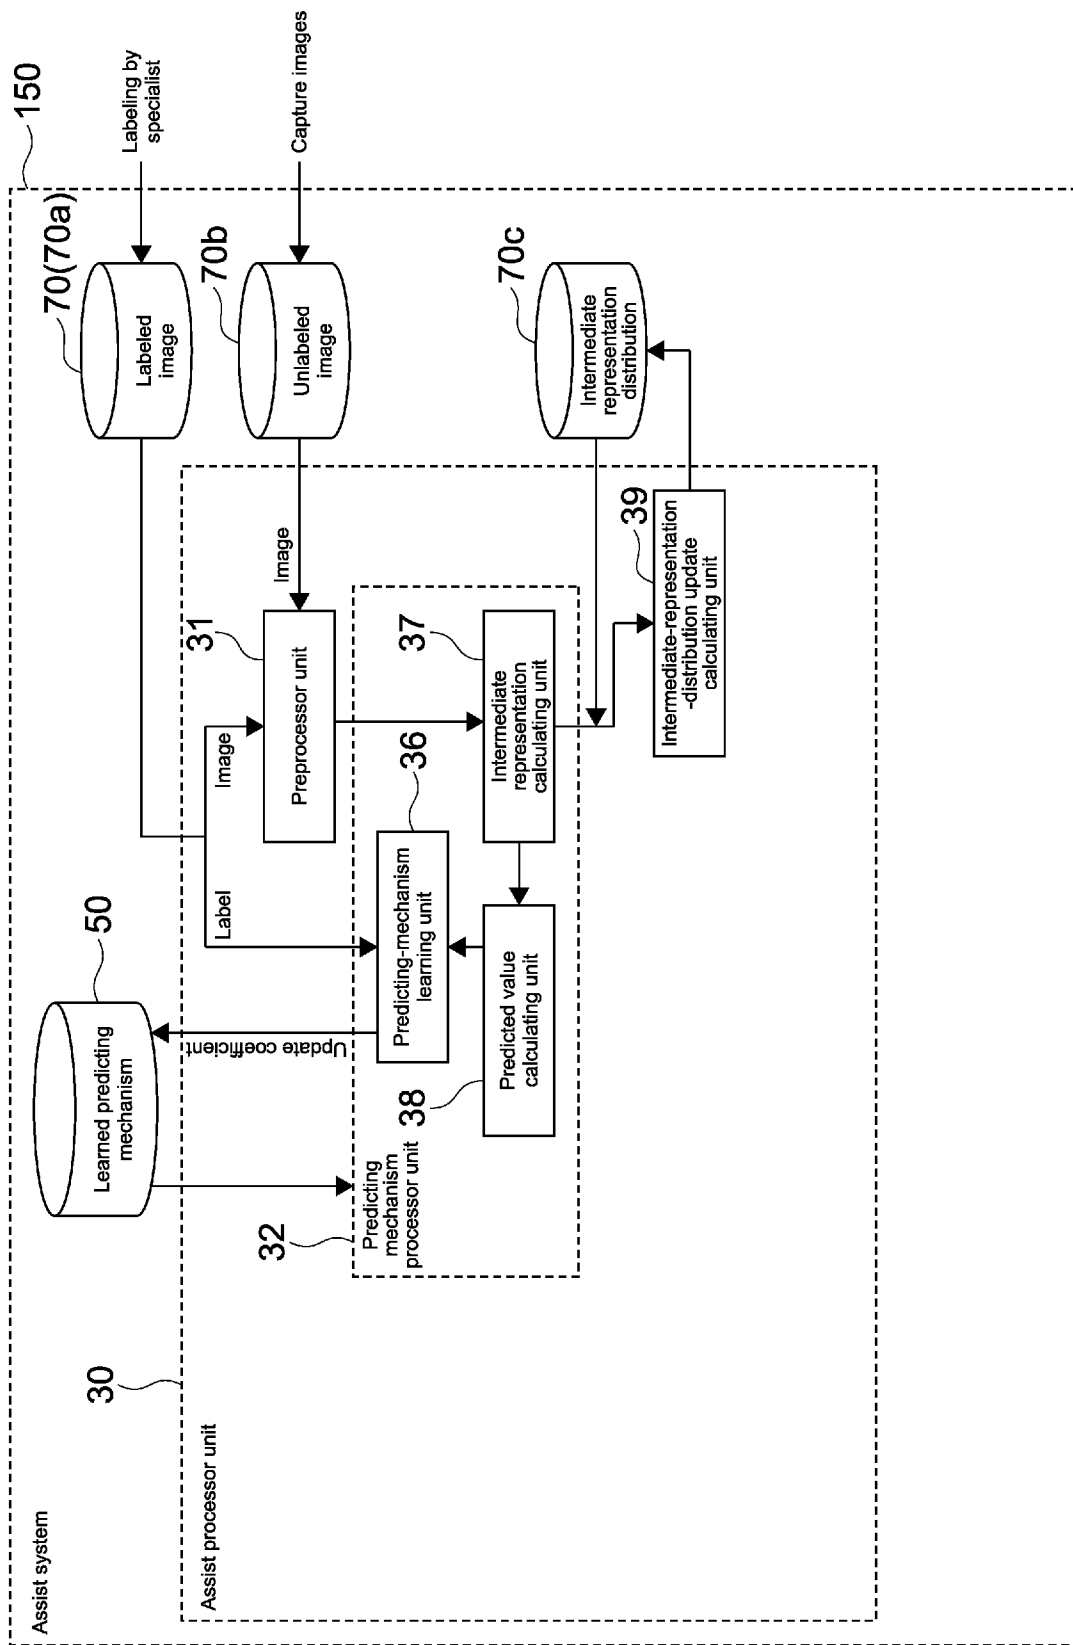 Assist system
150
Labeling by
specialist
Capture images
70(70a)
Labeled
image
70b
Unlabeled
image
70c
Intermediate
representation
distribution
50
Learned predicting
mechanism
30
Assist processor unit
Label
Image
Image
Update coefficient
31
Preprocessor unit
32
Predicting
mechanism
processor unit
36
Predicting-mechanism
learning unit
37
Intermediate
representation
calculating unit
38
Predicted value
calculating unit
39
Intermediate-representation
-distribution update
calculating unit